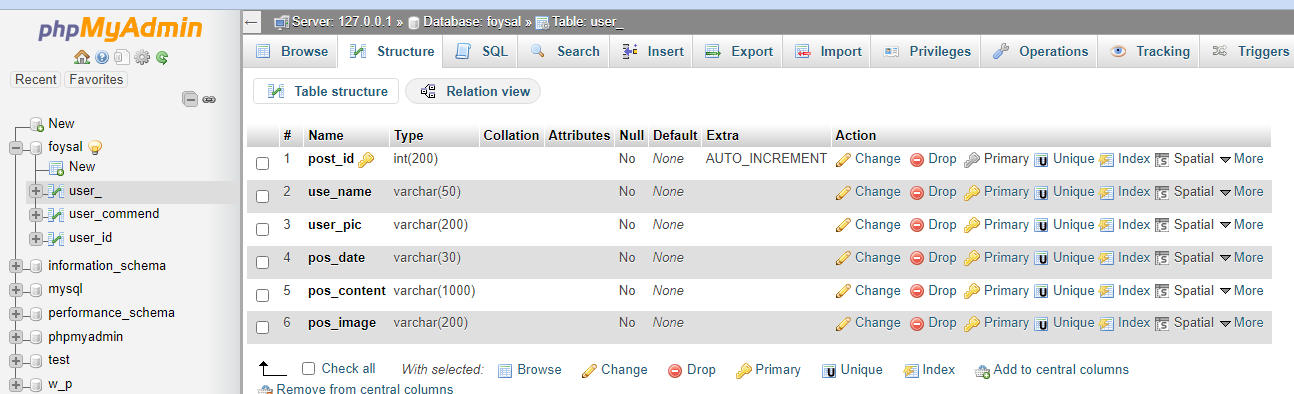 phpMyAdmin
Recent Favorites
New
foysal
New
user_
user_commend
user_id
information_schema
mysql
performance_schema
phpmyadmin
test
w_p
Server: 127.0.0.1 » Database: foysal » Table: user_
Browse Structure SQL Search Insert Export Import Privileges Operations Tracking Triggers
Table structure Relation view
# Name Type Collation Attributes Null Default Extra Action
1 post_id int(200) No None AUTO_INCREMENT Change Drop Primary Unique Index Spatial More
2 use_name varchar(50) No None Change Drop Primary Unique Index Spatial More
3 user_pic varchar(200) No None Change Drop Primary Unique Index Spatial More
4 pos_date varchar(30) No None Change Drop Primary Unique Index Spatial More
5 pos_content varchar(1000) No None Change Drop Primary Unique Index Spatial More
6 pos_image varchar(200) No None Change Drop Primary Unique Index Spatial More
Check all With selected: Browse Change Drop Primary Unique Index Add to central columns
Remove from central columns